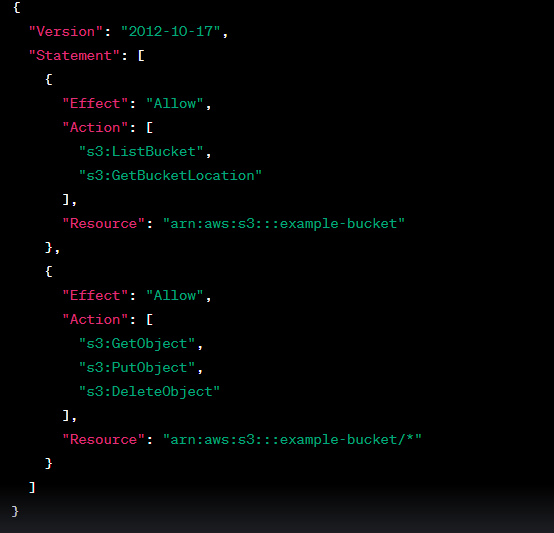 {
  "Version": "2012-10-17",
  "Statement": [
    {
      "Effect": "Allow",
      "Action": [
        "s3:ListBucket",
        "s3:GetBucketLocation"
      ],
      "Resource": "arn:aws:s3:::example-bucket"
    },
    {
      "Effect": "Allow",
      "Action": [
        "s3:GetObject",
        "s3:PutObject",
        "s3:DeleteObject"
      ],
      "Resource": "arn:aws:s3:::example-bucket/*"
    }
  ]
}